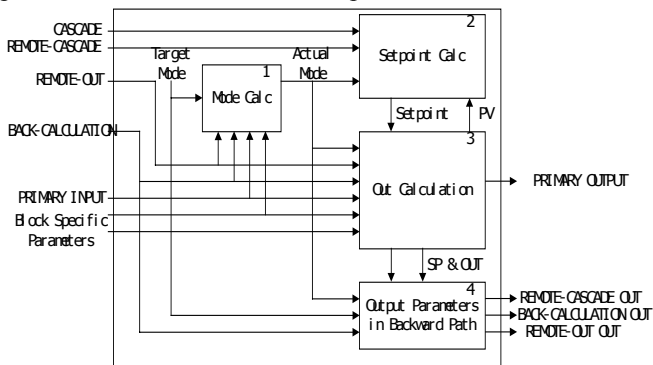 CASCADE
REMOTE-CASCADE
Target
Mode
Actual
Mode
2
Setpoint Calc
REMOTE-OUT
1
Mode Calc
Setpoint
PV
BACK-CALCULATION
3
Out Calculation
PRIMARY INPUT
PRIMARY OUTPUT
Block Specific
Parameters
SP & OUT
4
Output Parameters
in Backward Path
REMOTE-CASCADE OUT
BACK-CALCULATION OUT
REMOTE-OUT OUT